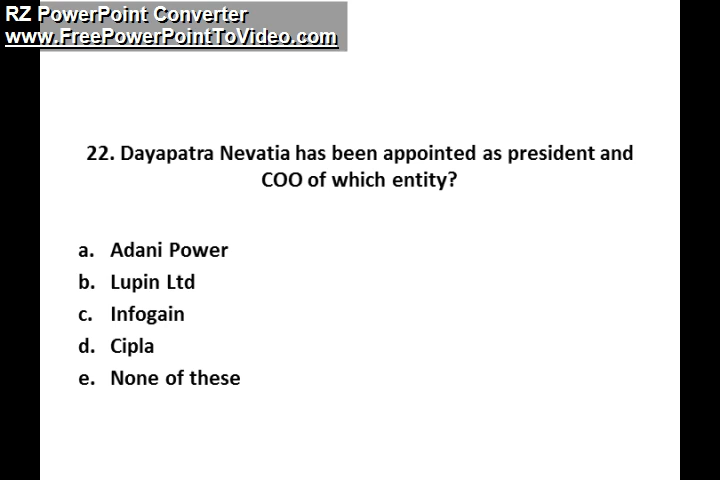 RZ PowerPoint Converter
www.FreePowerPointToVideo.com
22. Dayapatra Nevatia has been appointed as president and
COO of which entity?
a. Adani Power
b. Lupin Ltd
c. Infogain
d. Cipla
e. None of these